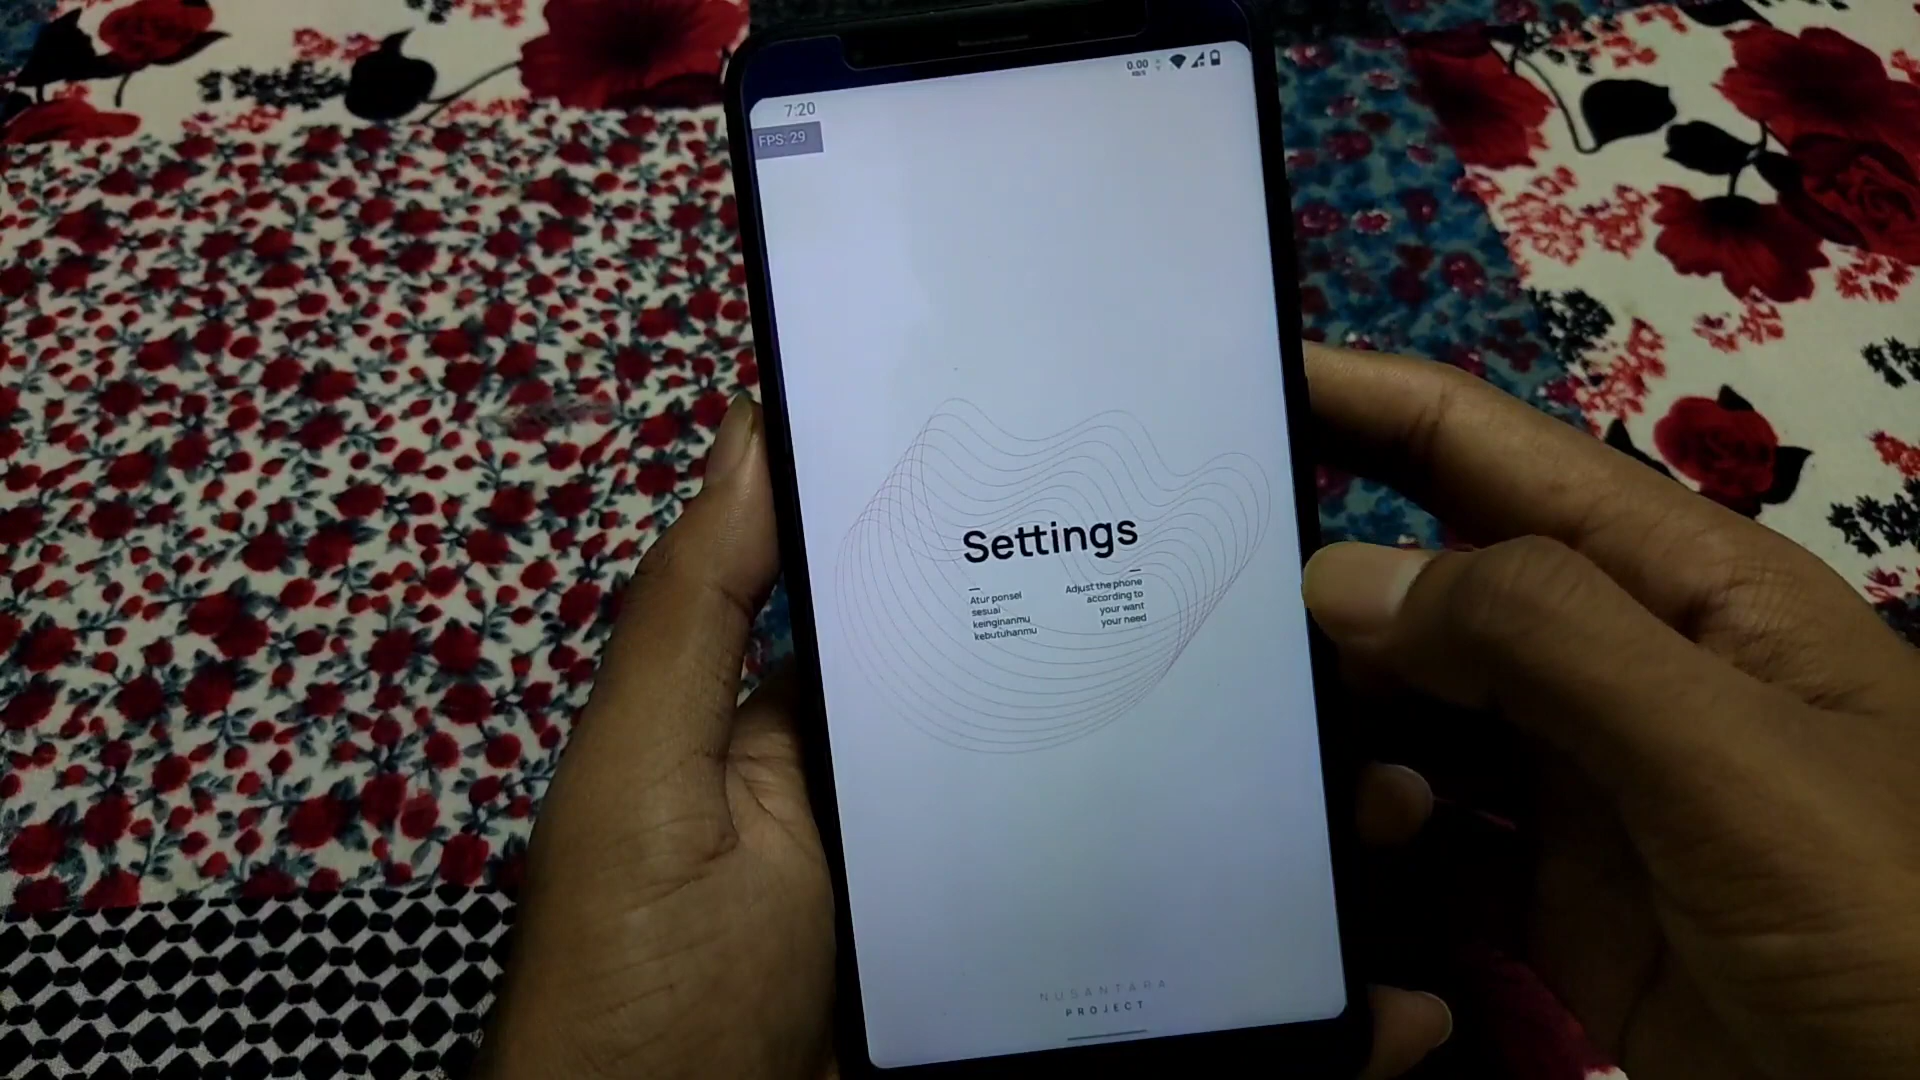 7:20
0.00
KB/S
FPS: 29
Settings
Atur ponsel
sesuai
keinginanmu
kebutuhanmu
Adjust the phone
according to
your want
your need
NUSANTARA
PROJECT